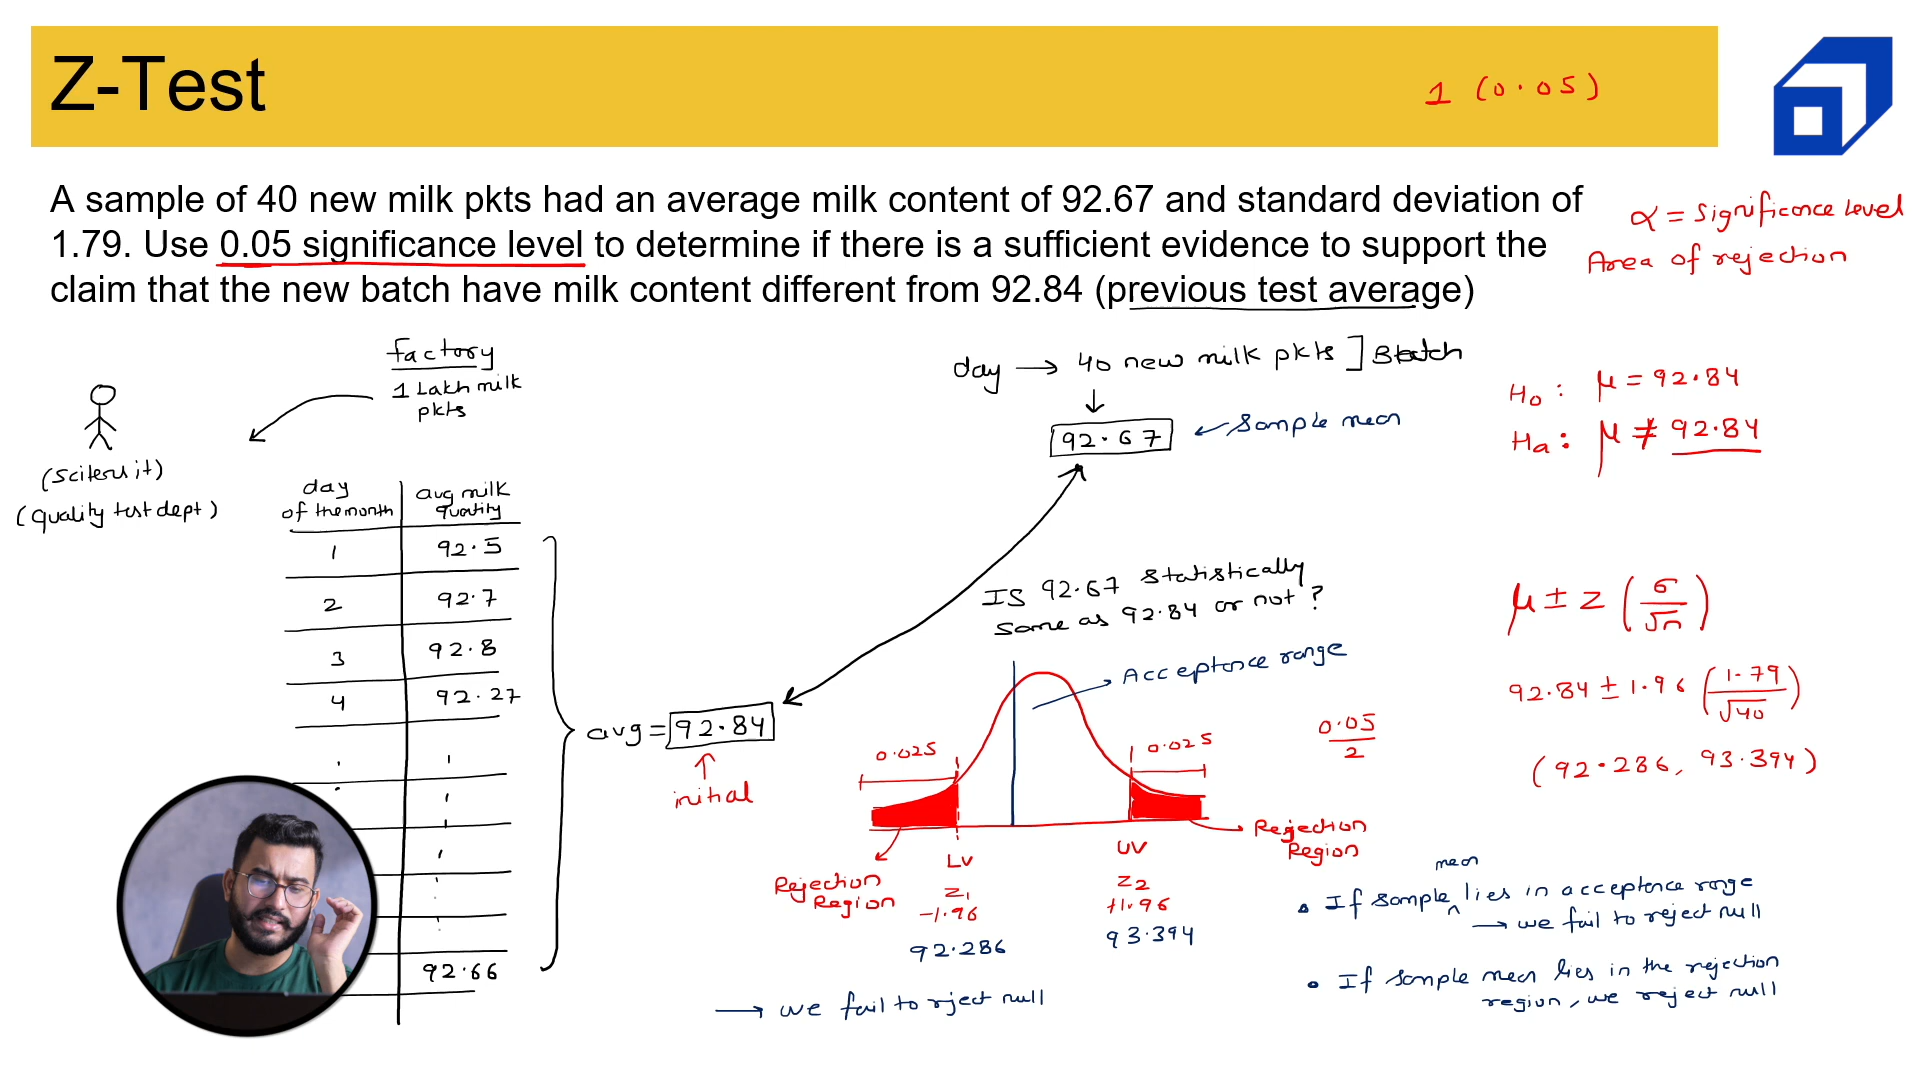 Z-Test
1 (0.05)
A sample of 40 new milk pkts had an average milk content of 92.67 and standard deviation of
1.79. Use 0.05 significance level to determine if there is a sufficient evidence to support the
claim that the new batch have milk content different from 92.84 (previous test average)
α = Significance Level
Area of rejection
factory
1 Lakh milk
pkts
(quality test dept)
day
of the month
avg milk
1 92.5
2 92.7
3 92.8
4 92.27
92.66
avg = 92.84
initial
day → 40 new milk pkts ] Batch
92.67
Sample mean
Is 92.67 statistically
same as 92.84 or not?
Acceptance range
0.025
0.025
0.05
2
Rejection
Region
Rejection
Region
LV
Z1
-1.96
92.286
UV
Z2
+1.96
93.394
→ we fail to rject null
H0 : μ = 92.84
Ha : μ ≠ 92.84
μ ± z (σ/√n)
92.84 ± 1.96 (1.79/√40)
(92.286, 93.394)
mean
If sample ^ lies in acceptance range
→ we fail to reject null
If sample mean lies in the rejection
region, we reject null